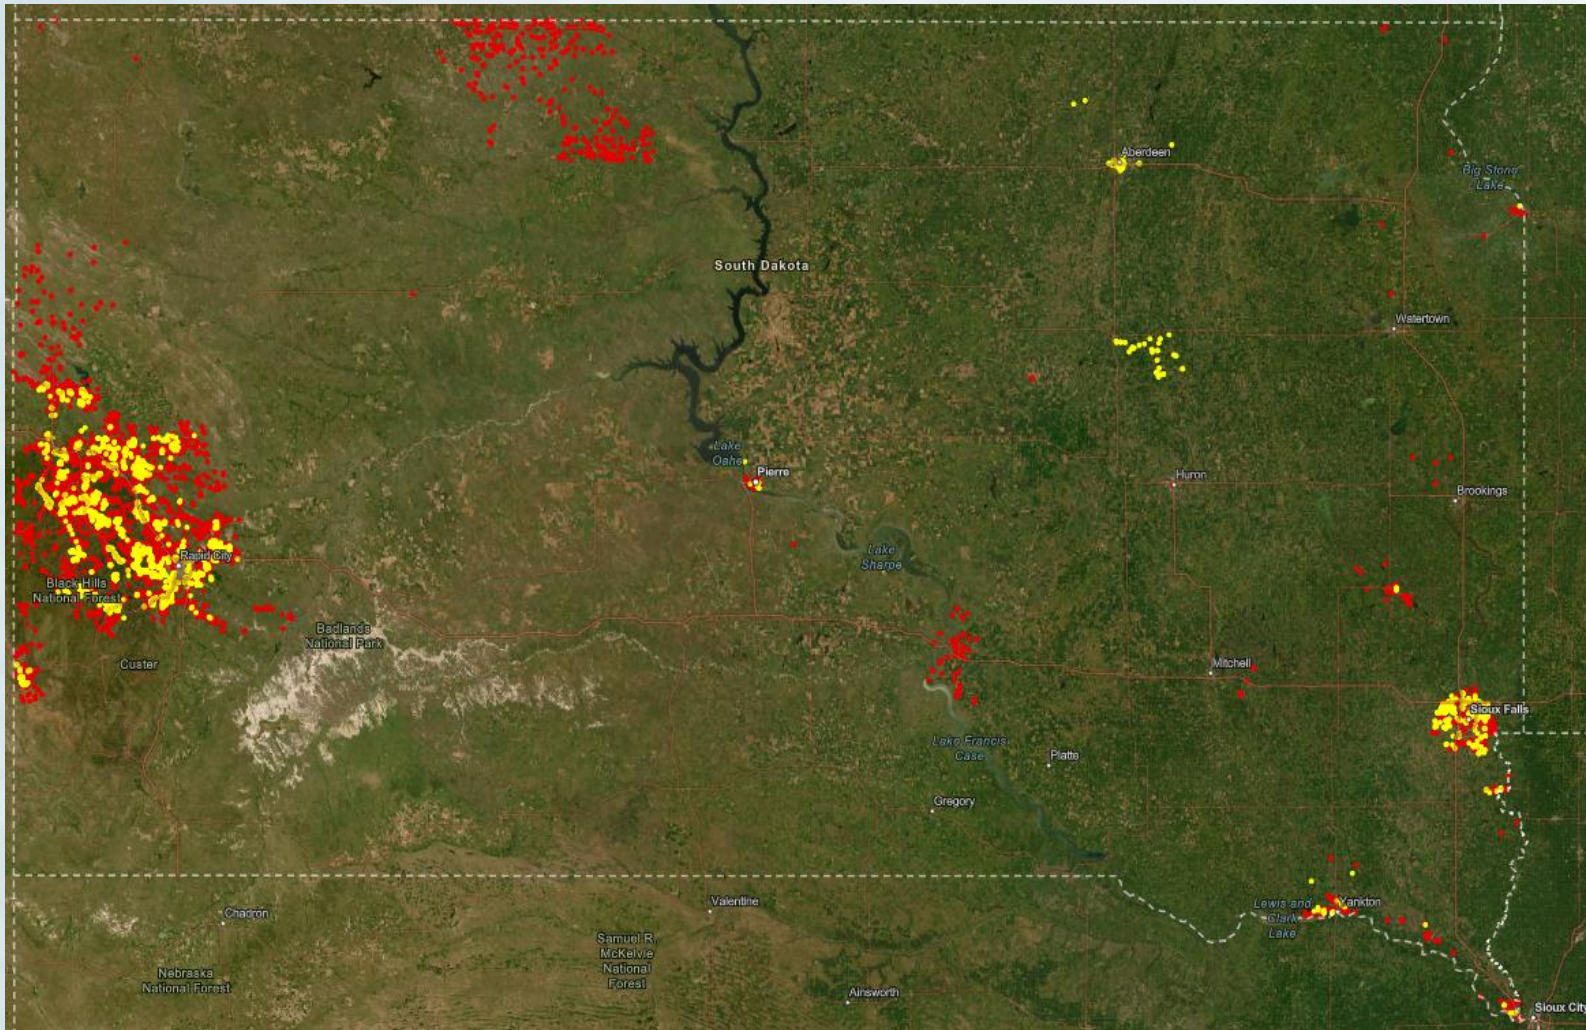 Aberdeen
Big Stone
Lake
South Dakota
Watertown
Lake
Oahe
Pierre
Huron
Brookings
Rapid City
Lake
Sharpe
Black Hills
National Forest
Badlands
National Park
Custer
Mitchell
Sioux Falls
Lake Francis
Case
Platte
Gregory
Valentine
Lewis and
Clark
Lake
Yankton
Chadron
Samuel R.
McKelvie
National
Forest
Nebraska
National Forest
Ainsworth
Sioux City